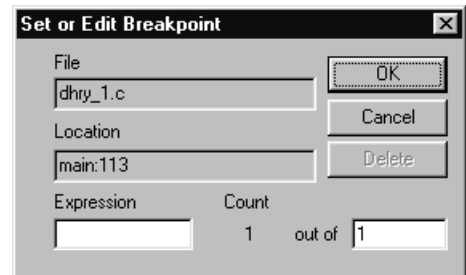 Set or Edit Breakpoint
File
OK
dhry_1.c
Cancel
Location
Delete
main:113
Expression Count
1 out of 1